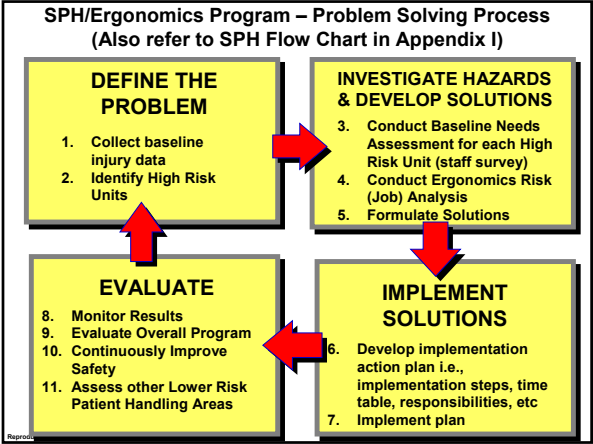 SPH/Ergonomics Program – Problem Solving Process
(Also refer to SPH Flow Chart in Appendix I)
DEFINE THE
PROBLEM
1. Collect baseline
injury data
2. Identify High Risk
Units
INVESTIGATE HAZARDS
& DEVELOP SOLUTIONS
3. Conduct Baseline Needs
Assessment for each High
Risk Unit (staff survey)
4. Conduct Ergonomics Risk
(Job) Analysis
5. Formulate Solutions
IMPLEMENT
SOLUTIONS
6. Develop implementation
action plan i.e.,
implementation steps, time
table, responsibilities, etc
7. Implement plan
EVALUATE
8. Monitor Results
9. Evaluate Overall Program
10. Continuously Improve
Safety
11. Assess other Lower Risk
Patient Handling Areas